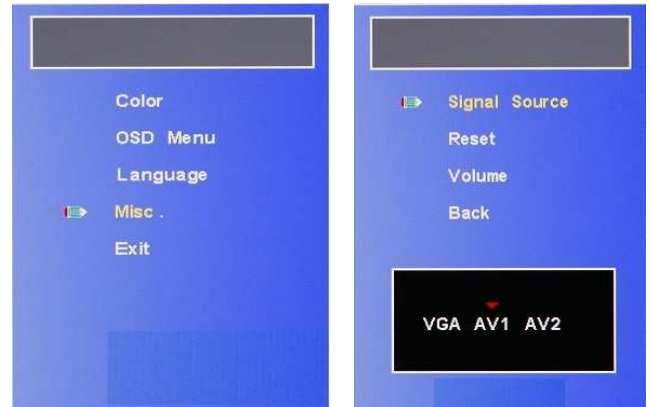 Color
OSD Menu
Language
Misc .
Exit
Signal Source
Reset
Volume
Back
VGA AV1 AV2